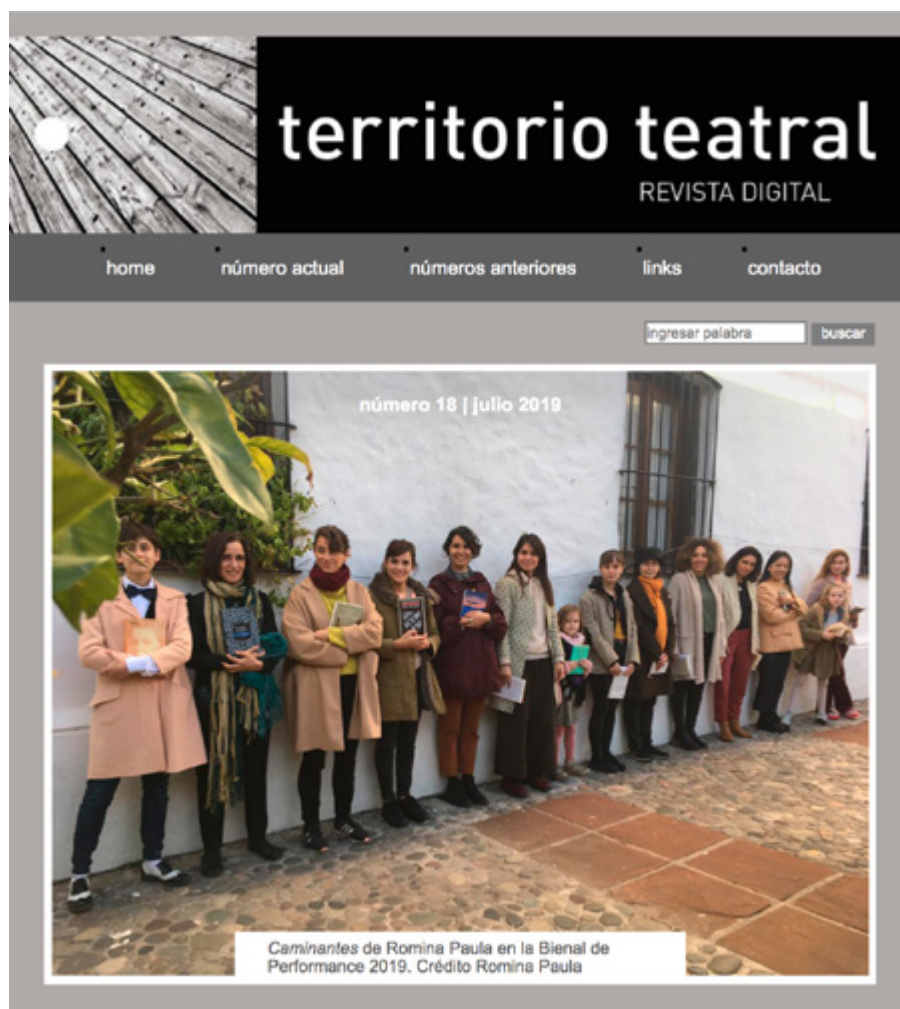 territorio teatral
REVISTA DIGITAL
home
número actual
números anteriores
links
contacto
ingresar palabra
buscar
número 18 | julio 2019
Caminantes de Romina Paula en la Bienal de
Performance 2019. Crédito Romina Paula